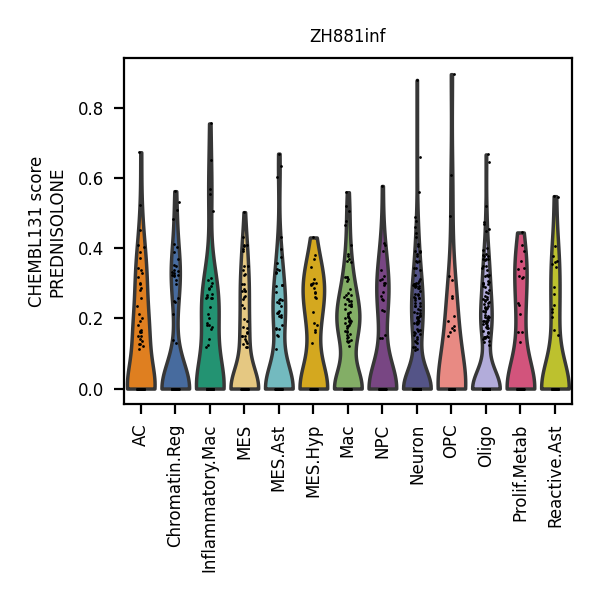 ZH881inf
CHEMBL131 score
PREDNISOLONE
0.8
0.6
0.4
0.2
0.0
AC
Chromatin.Reg
Inflammatory.Mac
MES
MES.Ast
MES.Hyp
Mac
NPC
Neuron
OPC
Oligo
Prolif.Metab
Reactive.Ast